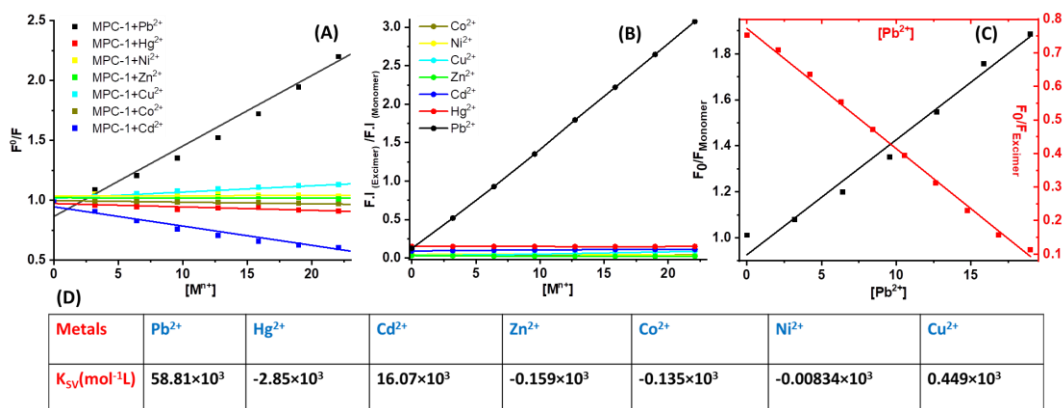 (A)
MPC-1+Pb²⁺
MPC-1+Hg²⁺
MPC-1+Ni²⁺
MPC-1+Zn²⁺
MPC-1+Cu²⁺
MPC-1+Co²⁺
MPC-1+Cd²⁺
2.5
2.0
1.5
1.0
0.5
F⁰/F
0 5 10 15 20
[Mⁿ⁺]
(B)
Co²⁺
Ni²⁺
Cu²⁺
Zn²⁺
Cd²⁺
Hg²⁺
Pb²⁺
3.0
2.5
2.0
1.5
1.0
0.5
0.0
F.I (Excimer) /F.I (Monomer)
0 5 10 15 20
[Mⁿ⁺]
(C)
[Pb²⁺]
1.8
1.6
1.4
1.2
1.0
F₀/F Monomer
0.8
0.7
0.6
0.5
0.4
0.3
0.2
0.1
F₀/F Excimer
0 5 10 15
[Pb²⁺]
(D)
Metals Pb²⁺ Hg²⁺ Cd²⁺ Zn²⁺ Co²⁺ Ni²⁺ Cu²⁺
K_SV(mol⁻¹L) 58.81×10³ -2.85×10³ 16.07×10³ -0.159×10³ -0.135×10³ -0.00834×10³ 0.449×10³